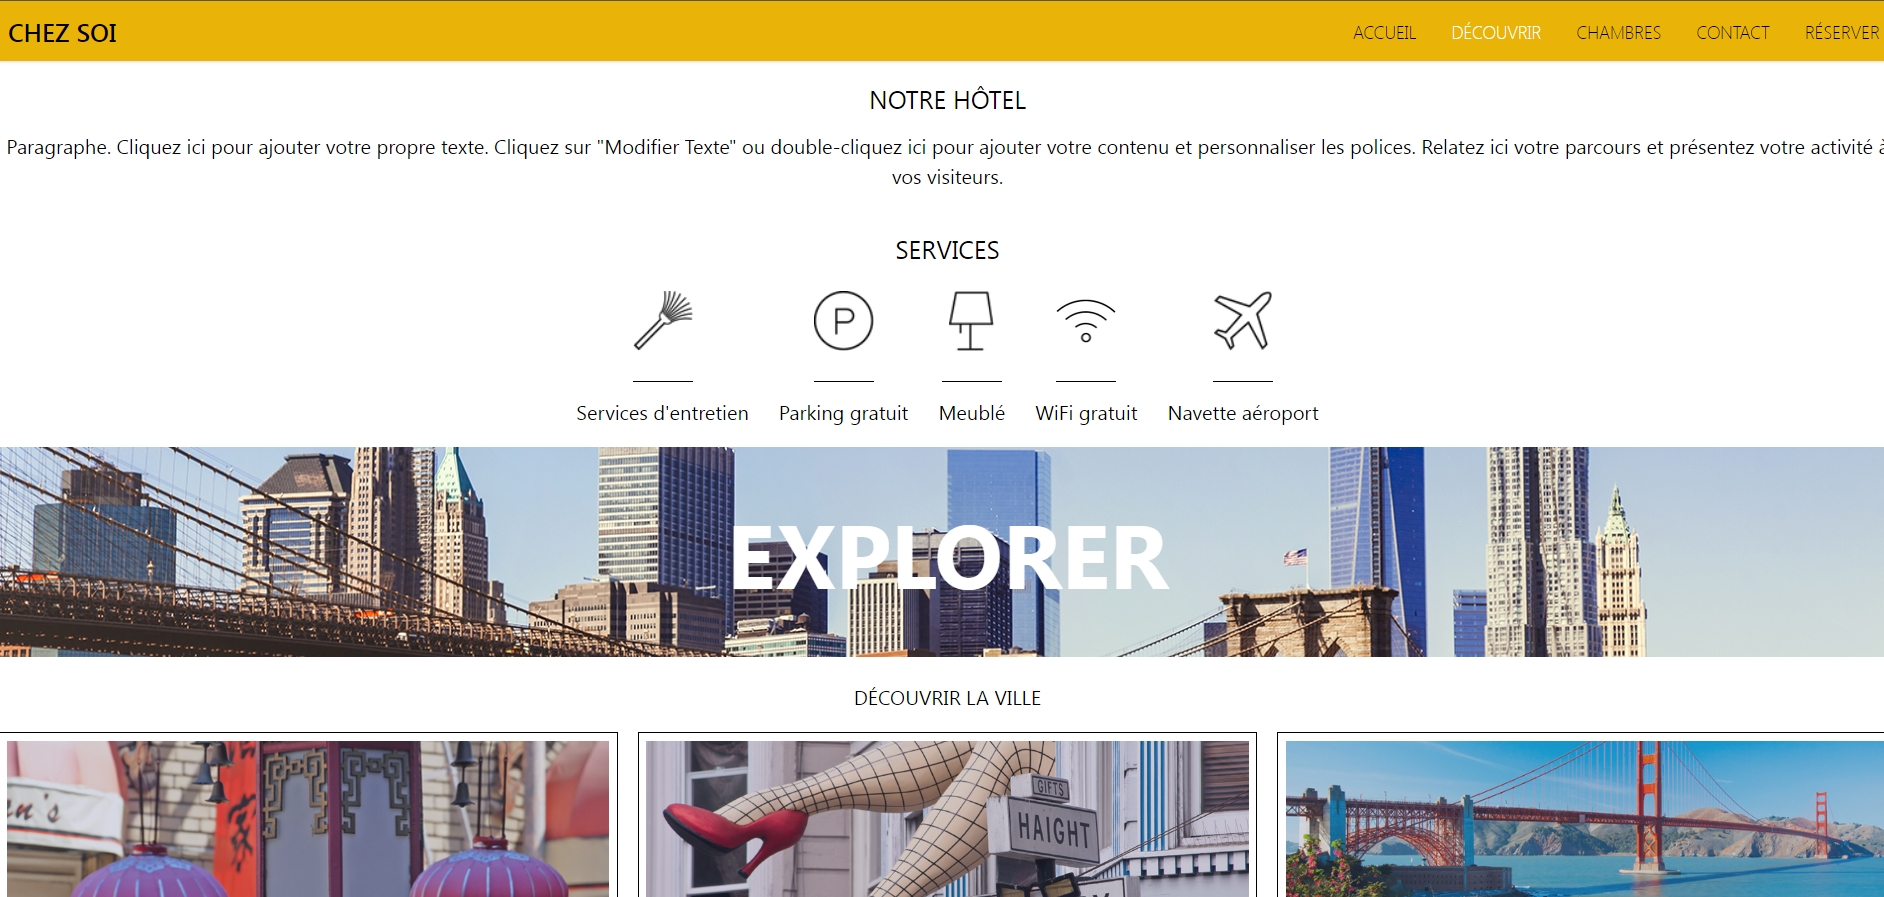 CHEZ SOI
ACCUEIL DÉCOUVRIR CHAMBRES CONTACT RÉSERVER
NOTRE HÔTEL
Paragraphe. Cliquez ici pour ajouter votre propre texte. Cliquez sur "Modifier Texte" ou double-cliquez ici pour ajouter votre contenu et personnaliser les polices. Relatez ici votre parcours et présentez votre activité à
vos visiteurs.
SERVICES
P
Services d'entretien Parking gratuit Meublé WiFi gratuit Navette aéroport
EXPLORER
DÉCOUVRIR LA VILLE
GIFTS
HAIGHT